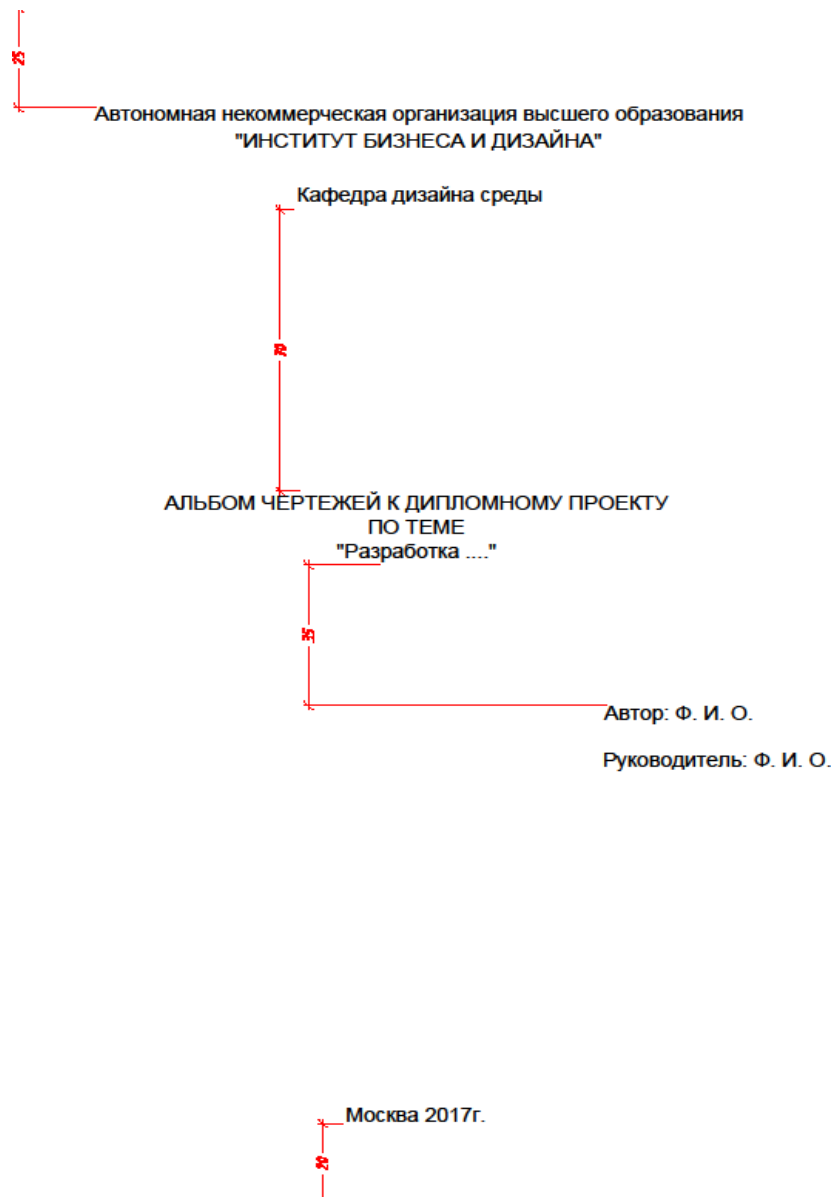 25
Автономная некоммерческая организация высшего образования
"ИНСТИТУТ БИЗНЕСА И ДИЗАЙНА"
Кафедра дизайна среды
70
АЛЬБОМ ЧЕРТЕЖЕЙ К ДИПЛОМНОМУ ПРОЕКТУ
ПО ТЕМЕ
"Разработка ...."
35
Автор: Ф. И. О.
Руководитель: Ф. И. О.
Москва 2017г.
20